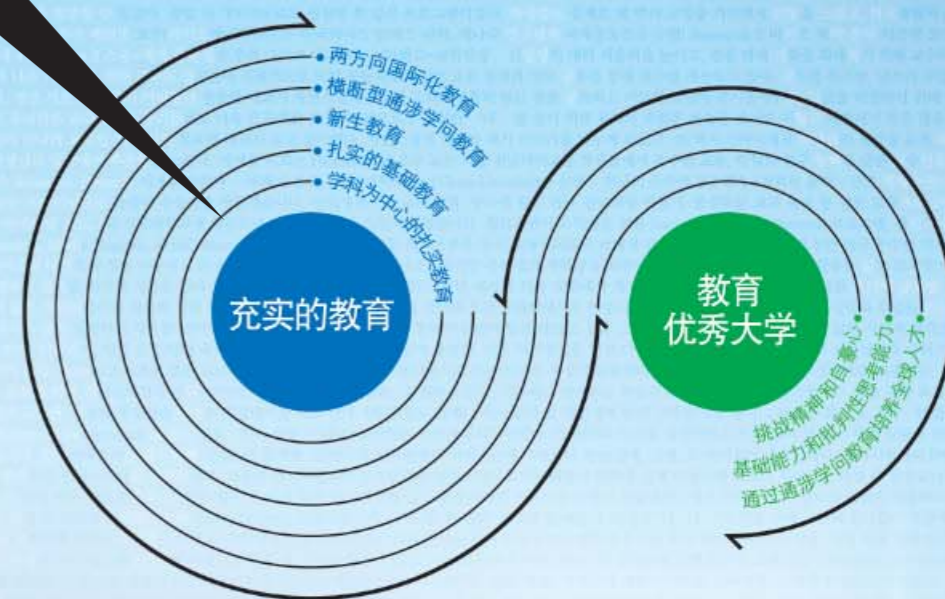 两方向国际化教育
横断型通涉学问教育
新生教育
扎实的基础教育
学科为中心的扎实教育
充实的教育
教育
优秀大学
挑战精神和自豪心
基础能力和批判性思考能力
通过通涉学问教育培养全球人才